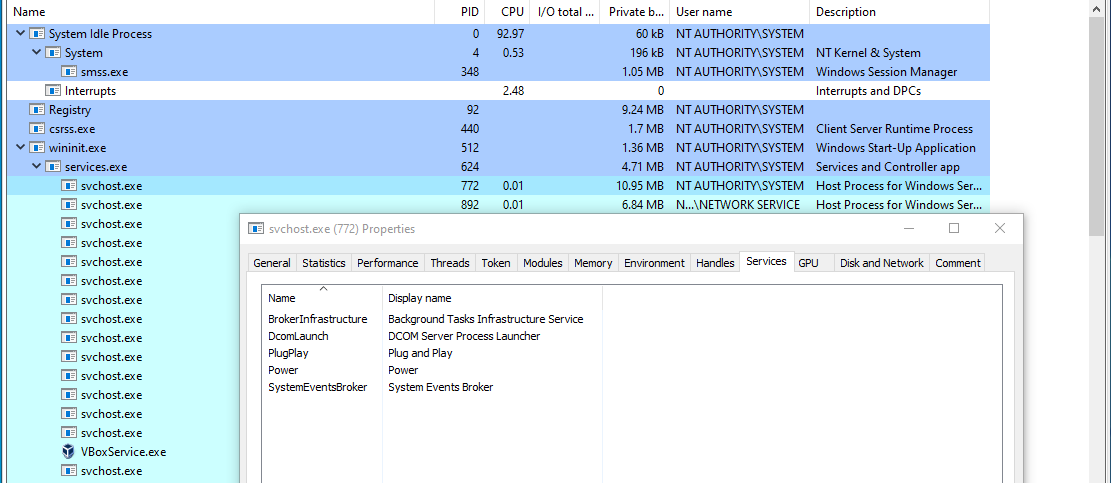 Name PID CPU I/O total ... Private b... User name Description
System Idle Process 0 92.97 60 kB NT AUTHORITY\SYSTEM
System 4 0.53 196 kB NT AUTHORITY\SYSTEM NT Kernel & System
smss.exe 348 1.05 MB NT AUTHORITY\SYSTEM Windows Session Manager
Interrupts 2.48 0 Interrupts and DPCs
Registry 92 9.24 MB NT AUTHORITY\SYSTEM
csrss.exe 440 1.7 MB NT AUTHORITY\SYSTEM Client Server Runtime Process
wininit.exe 512 1.36 MB NT AUTHORITY\SYSTEM Windows Start-Up Application
services.exe 624 4.71 MB NT AUTHORITY\SYSTEM Services and Controller app
svchost.exe 772 0.01 10.95 MB NT AUTHORITY\SYSTEM Host Process for Windows Ser...
svchost.exe 892 0.01 6.84 MB N...\NETWORK SERVICE Host Process for Windows Ser...
svchost.exe
svchost.exe
svchost.exe
svchost.exe
svchost.exe
svchost.exe
svchost.exe
svchost.exe
svchost.exe
svchost.exe
svchost.exe
svchost.exe
VBoxService.exe
svchost.exe
svchost.exe (772) Properties
General Statistics Performance Threads Token Modules Memory Environment Handles Services GPU Disk and Network Comment
Name Display name
BrokerInfrastructure Background Tasks Infrastructure Service
DcomLaunch DCOM Server Process Launcher
PlugPlay Plug and Play
Power Power
SystemEventsBroker System Events Broker